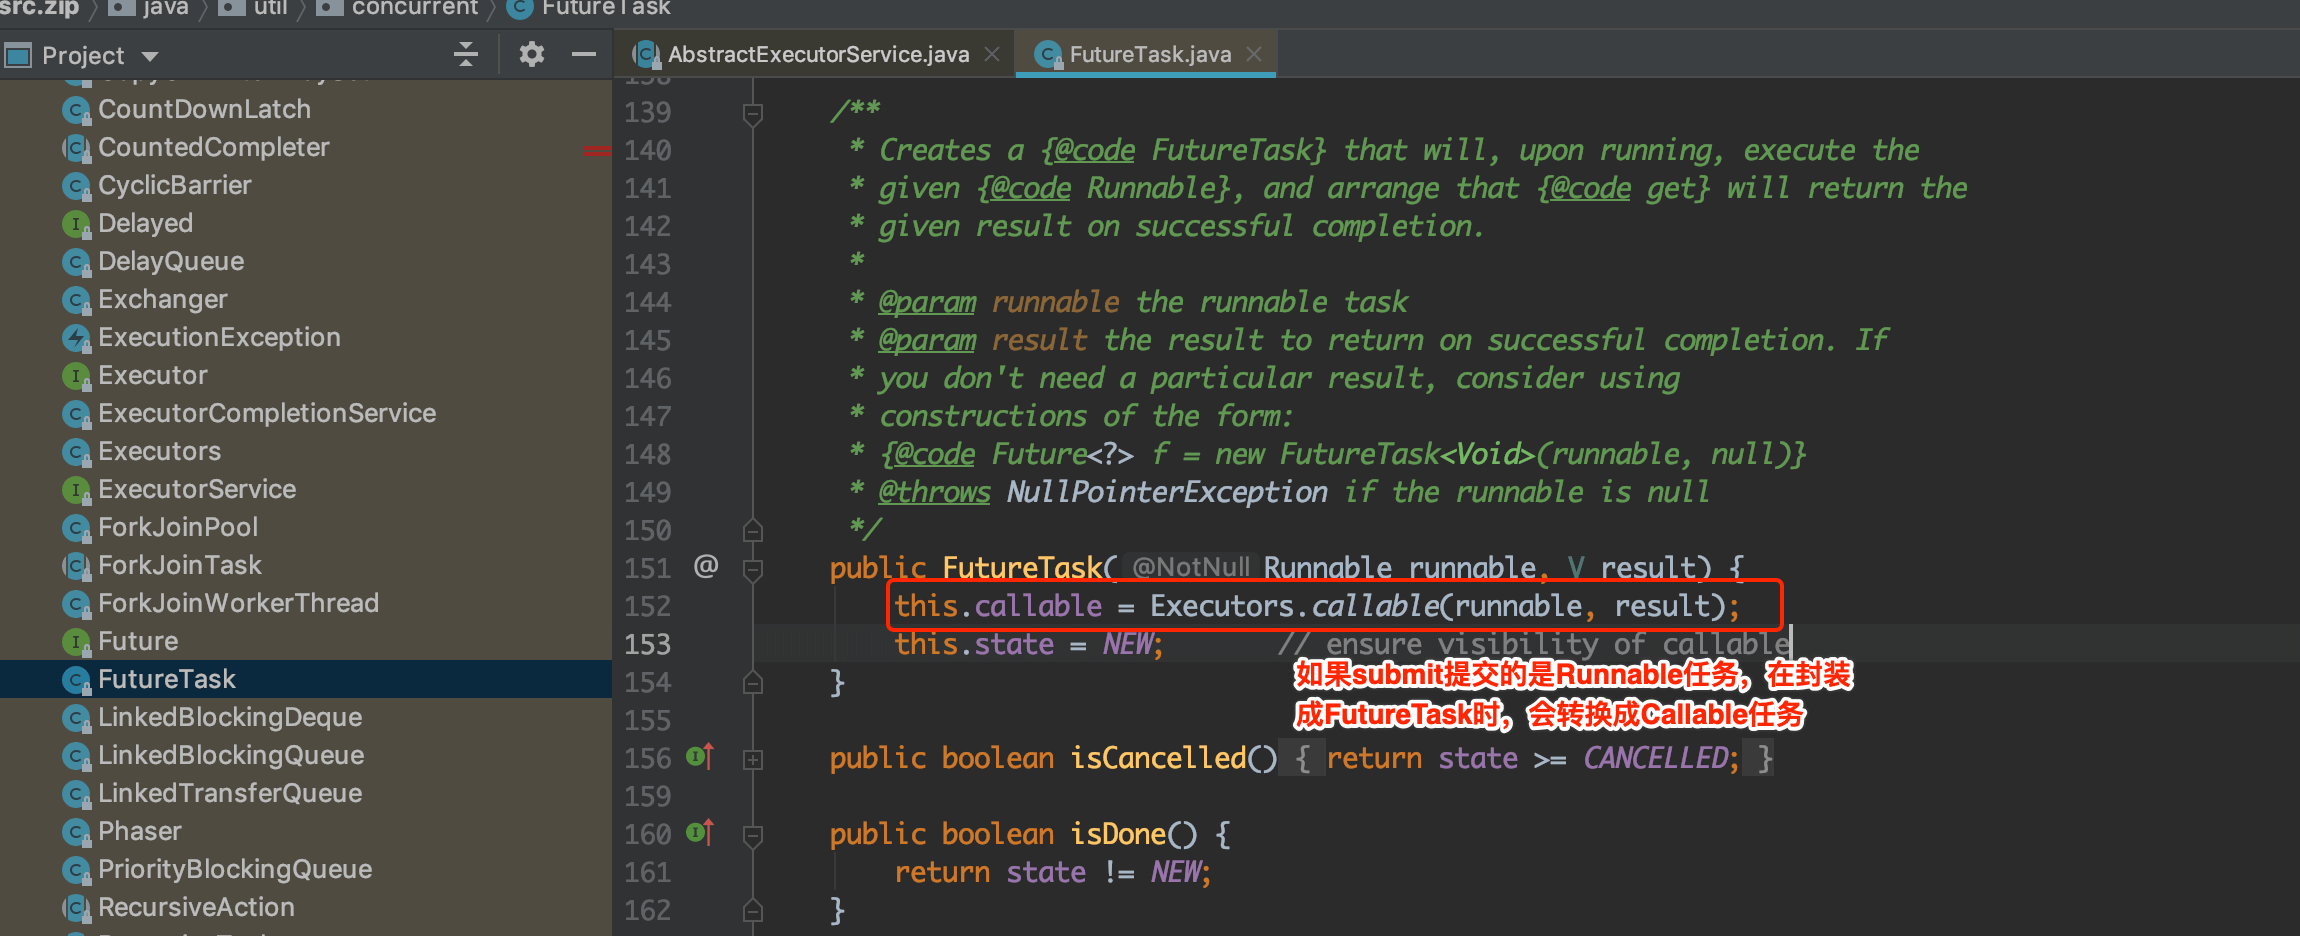 src.zip java util concurrent FutureTask
Project
AbstractExecutorService.java
FutureTask.java
CountDownLatch
CountedCompleter
CyclicBarrier
Delayed
DelayQueue
Exchanger
ExecutionException
Executor
ExecutorCompletionService
Executors
ExecutorService
ForkJoinPool
ForkJoinTask
ForkJoinWorkerThread
Future
FutureTask
LinkedBlockingDeque
LinkedBlockingQueue
LinkedTransferQueue
Phaser
PriorityBlockingQueue
RecursiveAction
139 /**
140 * Creates a {@code FutureTask} that will, upon running, execute the
141 * given {@code Runnable}, and arrange that {@code get} will return the
142 * given result on successful completion.
143 *
144 * @param runnable the runnable task
145 * @param result the result to return on successful completion. If
146 * you don't need a particular result, consider using
147 * constructions of the form:
148 * {@code Future<?> f = new FutureTask<Void>(runnable, null)}
149 * @throws NullPointerException if the runnable is null
150 */
151 @ public FutureTask( @NotNull Runnable runnable, V result) {
152 this.callable = Executors.callable(runnable, result);
153 this.state = NEW; // ensure visibility of callable
如果submit提交的是Runnable任务，在封装
成FutureTask时，会转换成Callable任务
154 }
155
156 public boolean isCancelled() { return state >= CANCELLED; }
159
160 public boolean isDone() {
161 return state != NEW;
162 }